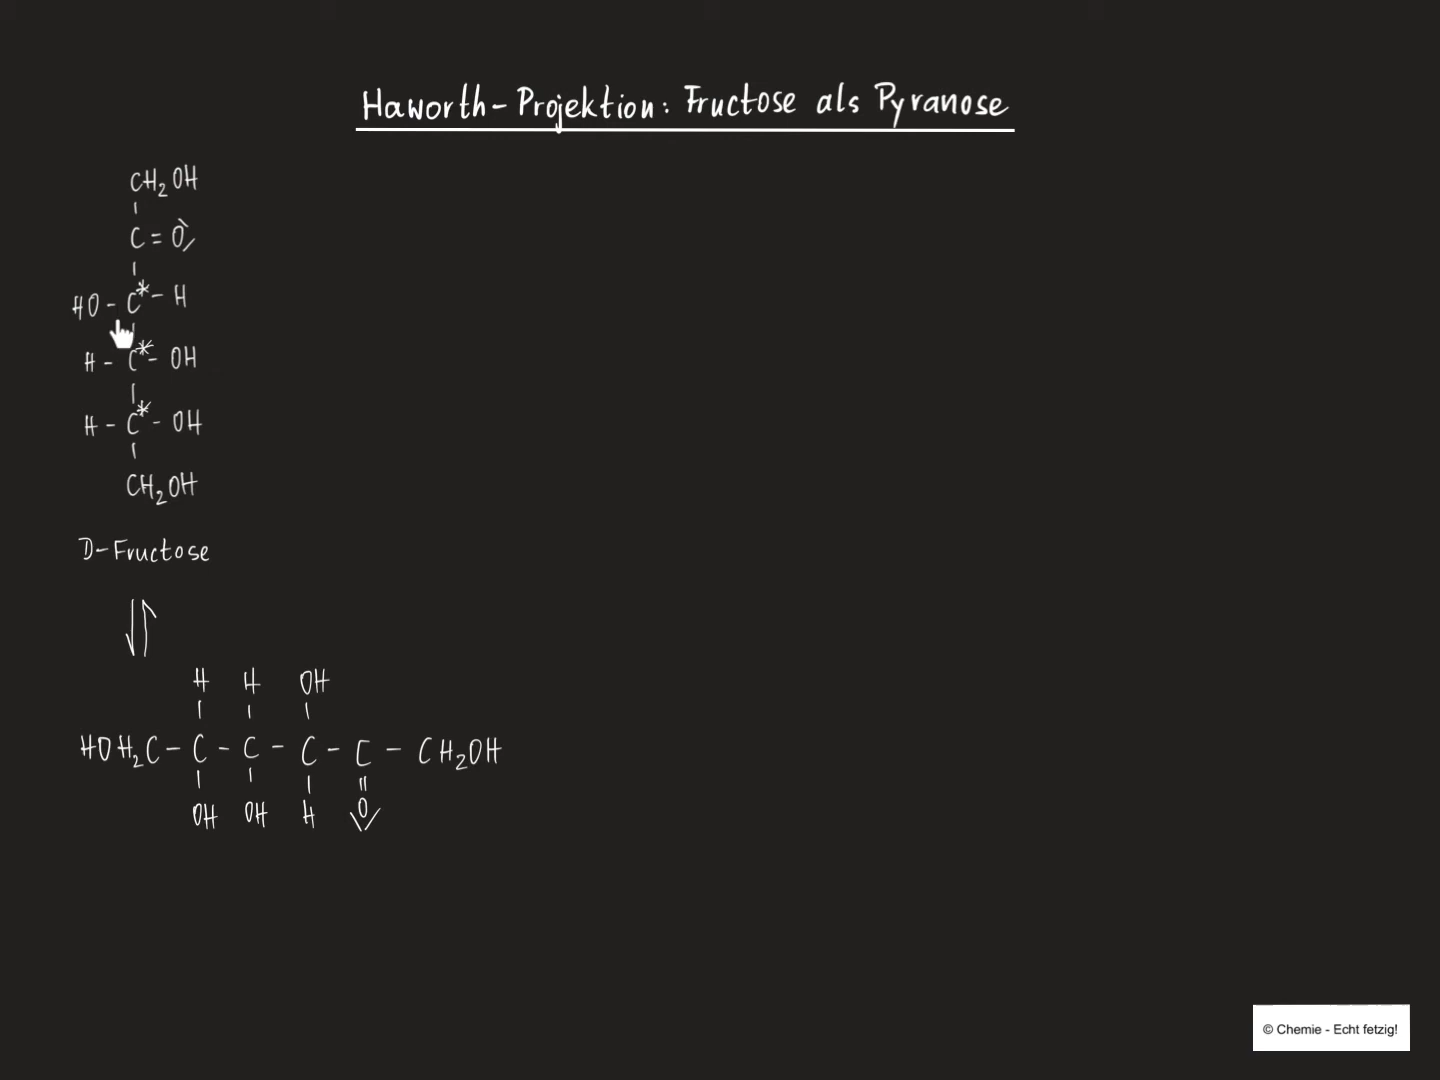 Haworth-Projektion: Fructose als Pyranose
CH2OH
C=O
HO-C*-H
H-C*-OH
H-C*-OH
CH2OH
D-Fructose
H H OH
HOH2C-C-C-C-C-CH2OH
OH OH H O
© Chemie - Echt fetzig!